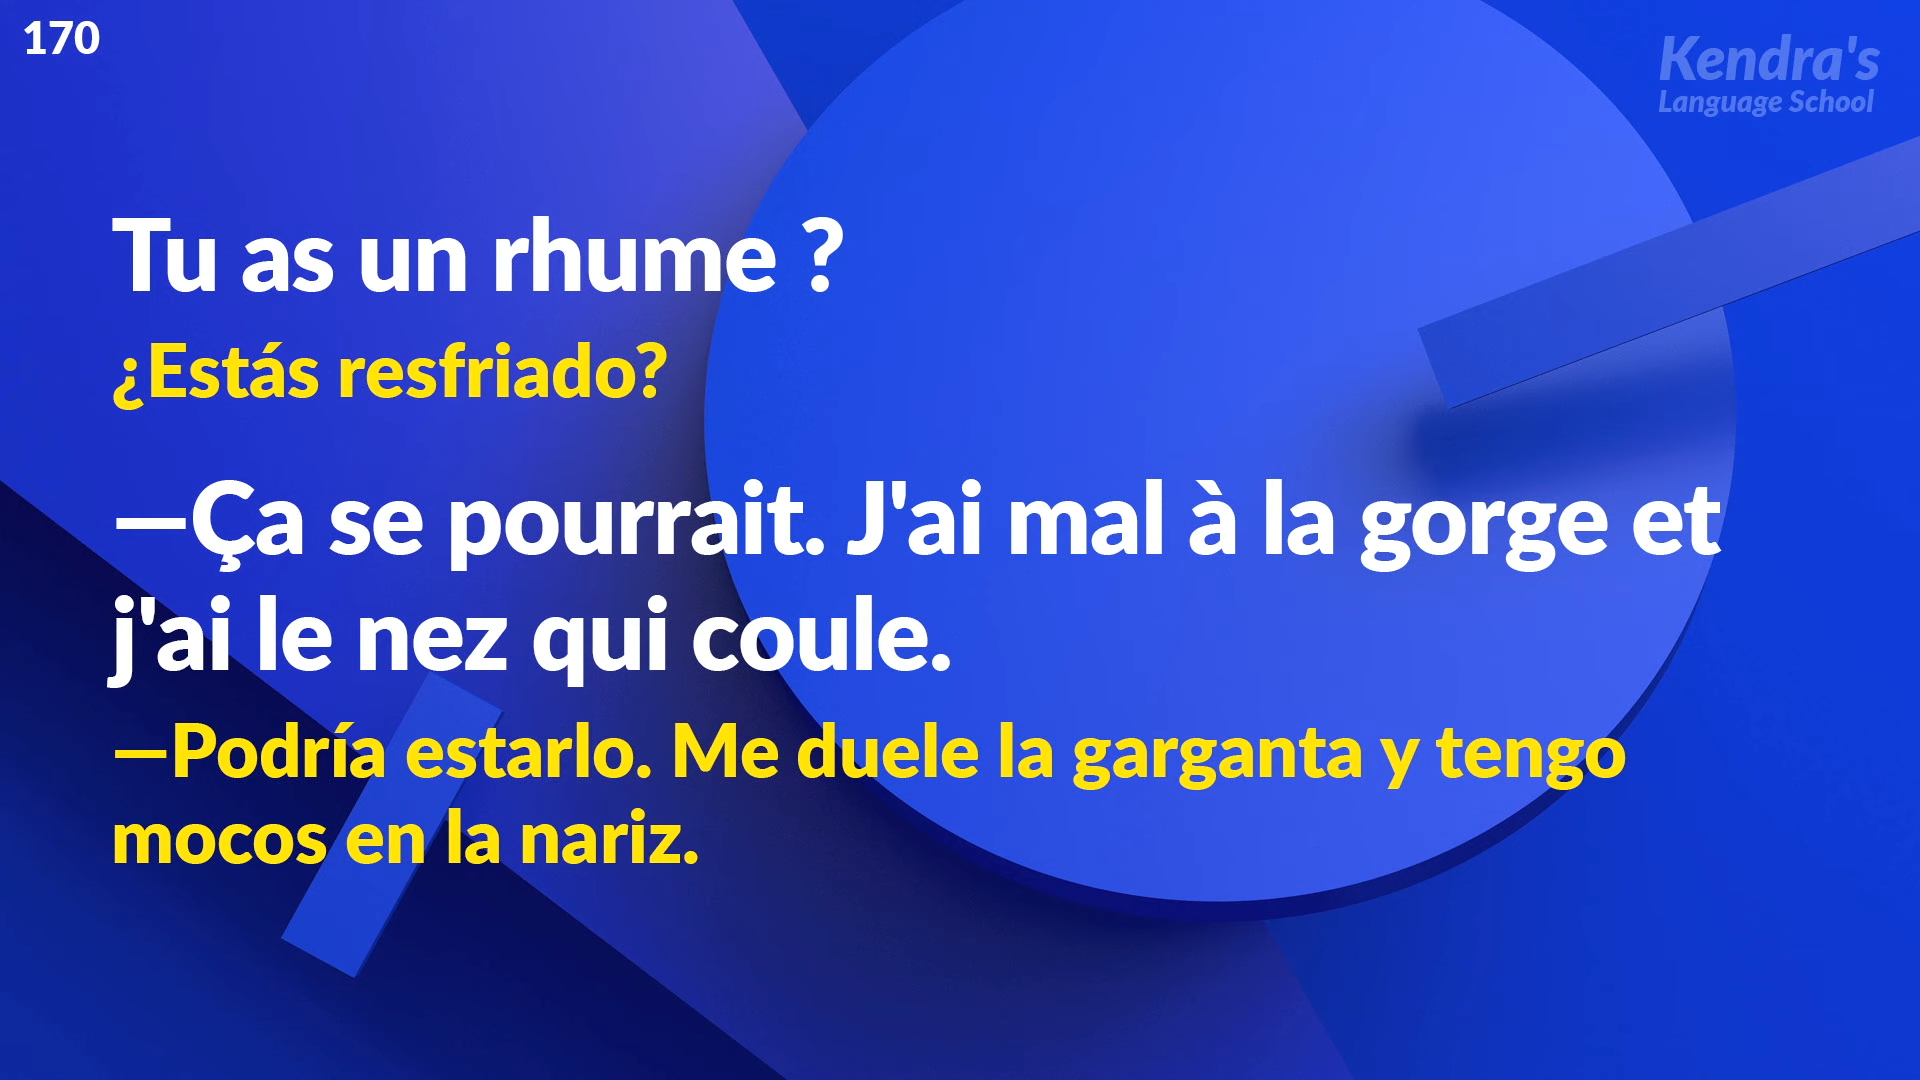 170
Kendra's
Language School
Tu as un rhume ?
¿Estás resfriado?
—Ça se pourrait. J'ai mal à la gorge et
j'ai le nez qui coule.
—Podría estarlo. Me duele la garganta y tengo
mocos en la nariz.